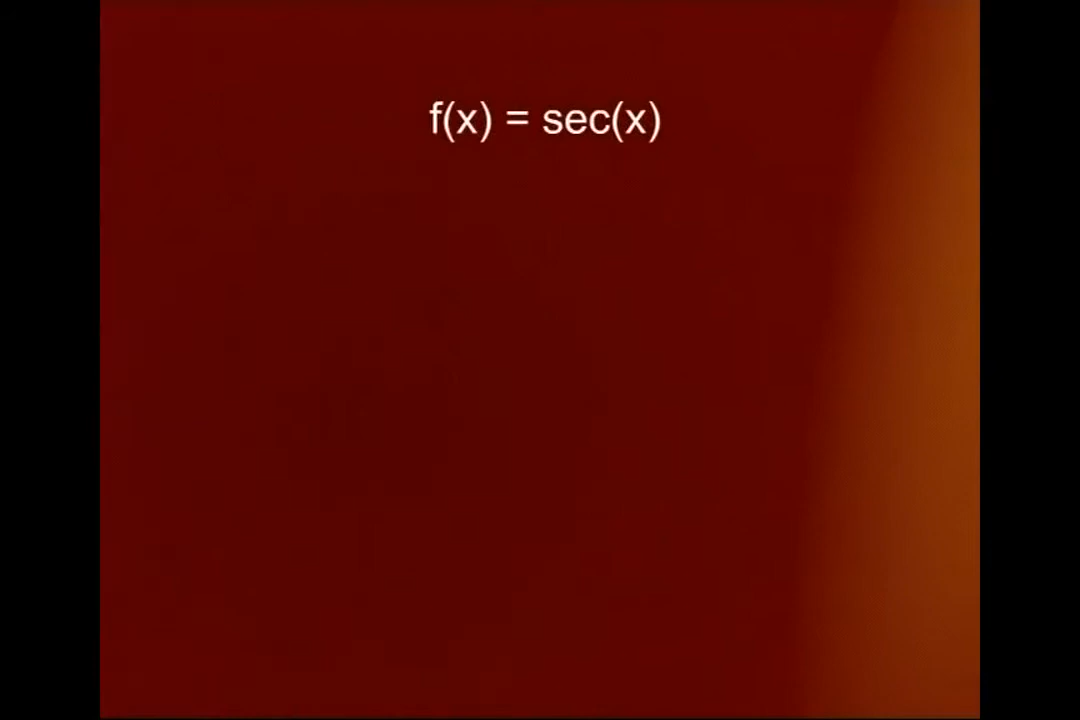 f(x) = sec(x)